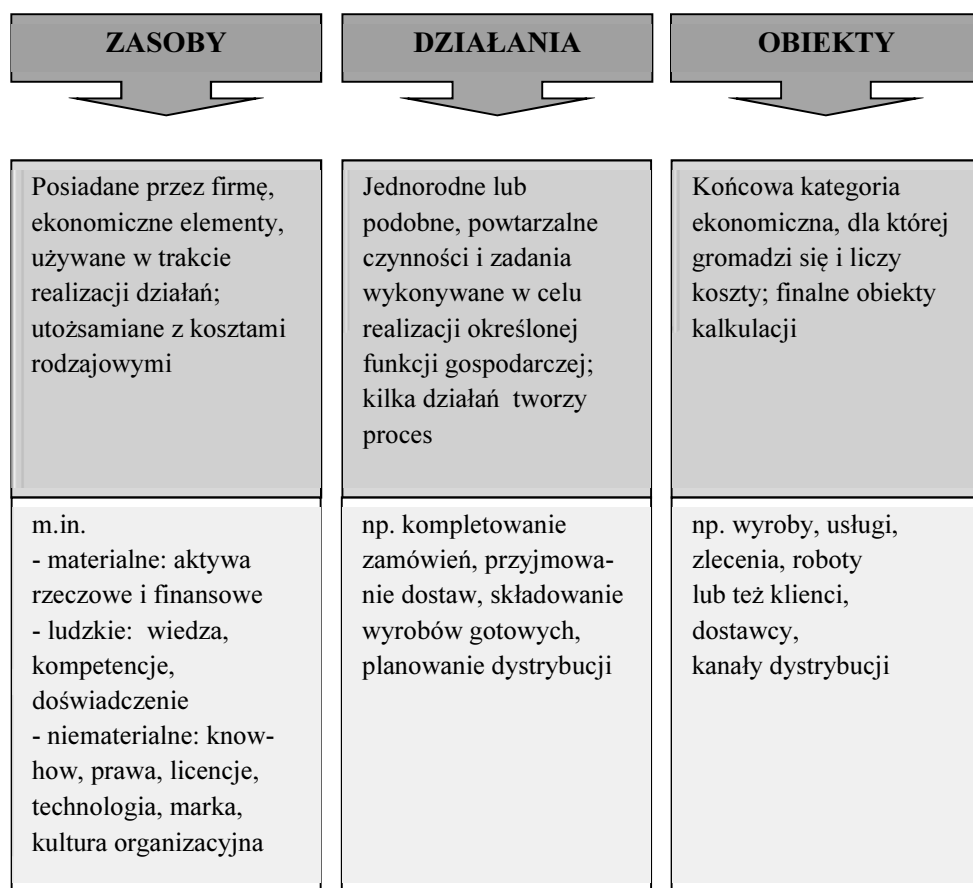 ZASOBY
DZIAŁANIA
OBIEKTY
Posiadane przez firmę,
ekonomiczne elementy,
używane w trakcie
realizacji działań;
utożsamiane z kosztami
rodzajowymi
Jednorodne lub
podobne, powtarzalne
czynności i zadania
wykonywane w celu
realizacji określonej
funkcji gospodarczej;
kilka działań tworzy
proces
Końcowa kategoria
ekonomiczna, dla której
gromadzi się i liczy
koszty; finalne obiekty
kalkulacji
m.in.
- materialne: aktywa
rzeczowe i finansowe
- ludzkie: wiedza,
kompetencje,
doświadczenie
- niematerialne: know-
how, prawa, licencje,
technologia, marka,
kultura organizacyjna
np. kompletowanie
zamówień, przyjmowa-
nie dostaw, składowanie
wyrobów gotowych,
planowanie dystrybucji
np. wyroby, usługi,
zlecenia, roboty
lub też klienci,
dostawcy,
kanały dystrybucji